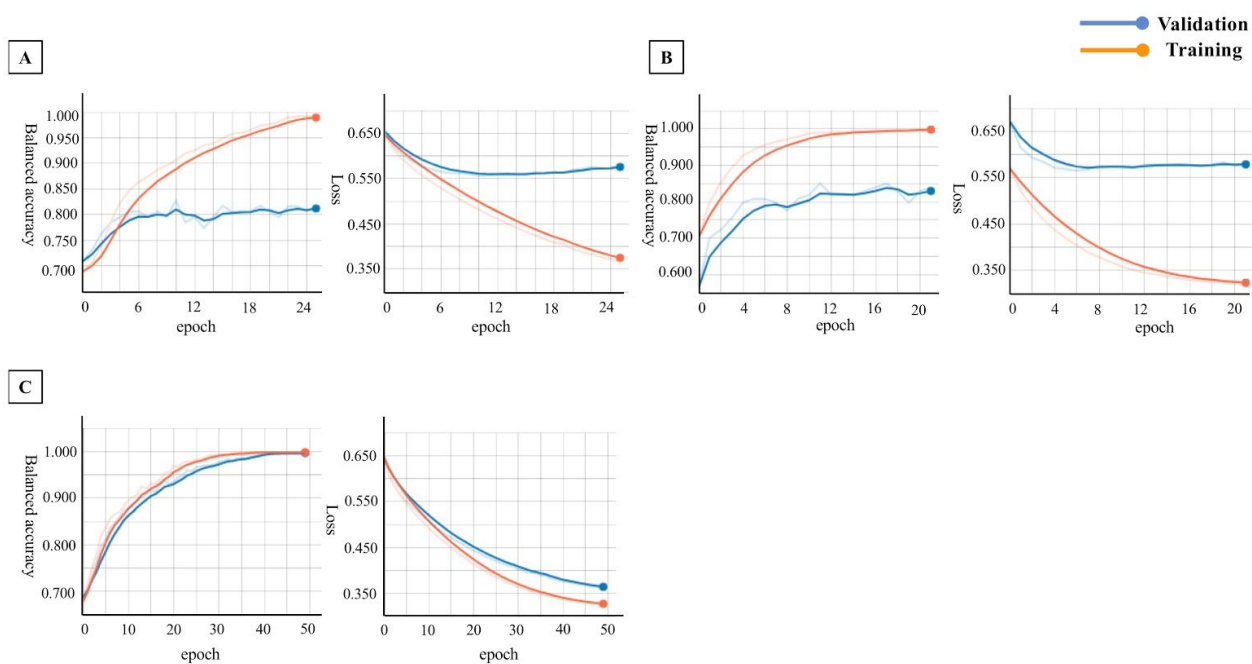 Validation
Training
A
Balanced accuracy
1.000
0.950
0.900
0.850
0.800
0.750
0.700
0 6 12 18 24
epoch
Loss
0.650
0.550
0.450
0.350
0 6 12 18 24
epoch
B
Balanced accuracy
1.000
0.900
0.800
0.700
0.600
0 4 8 12 16 20
epoch
Loss
0.650
0.550
0.450
0.350
0 4 8 12 16 20
epoch
C
Balanced accuracy
1.000
0.900
0.800
0.700
0 10 20 30 40 50
epoch
Loss
0.650
0.550
0.450
0.350
0 10 20 30 40 50
epoch